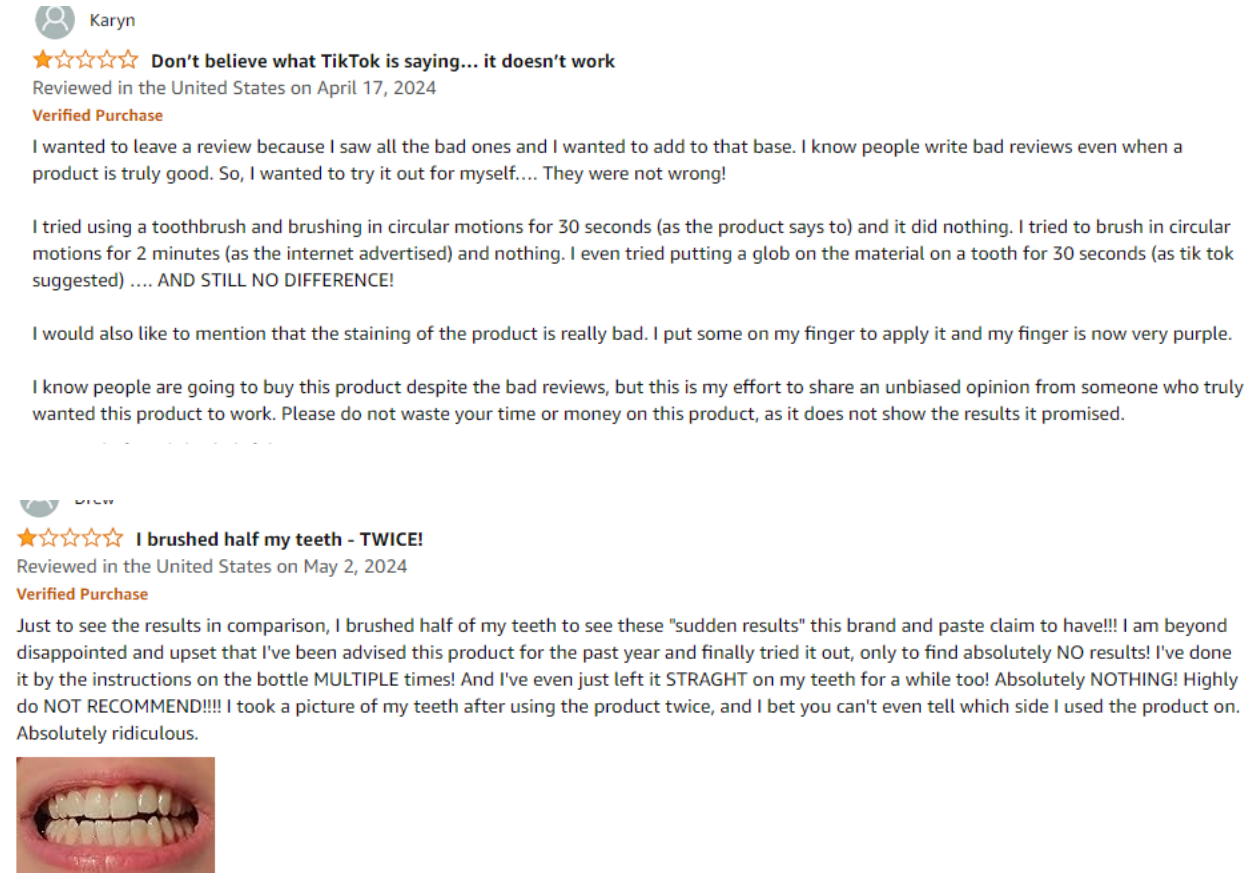 Karyn
Don't believe what TikTok is saying... it doesn't work
Reviewed in the United States on April 17, 2024
Verified Purchase
I wanted to leave a review because I saw all the bad ones and I wanted to add to that base. I know people write bad reviews even when a
product is truly good. So, I wanted to try it out for myself.... They were not wrong!
I tried using a toothbrush and brushing in circular motions for 30 seconds (as the product says to) and it did nothing. I tried to brush in circular
motions for 2 minutes (as the internet advertised) and nothing. I even tried putting a glob on the material on a tooth for 30 seconds (as tik tok
suggested) .... AND STILL NO DIFFERENCE!
I would also like to mention that the staining of the product is really bad. I put some on my finger to apply it and my finger is now very purple.
I know people are going to buy this product despite the bad reviews, but this is my effort to share an unbiased opinion from someone who truly
wanted this product to work. Please do not waste your time or money on this product, as it does not show the results it promised.
I brushed half my teeth - TWICE!
Reviewed in the United States on May 2, 2024
Verified Purchase
Just to see the results in comparison, I brushed half of my teeth to see these "sudden results" this brand and paste claim to have!!! I am beyond
disappointed and upset that I've been advised this product for the past year and finally tried it out, only to find absolutely NO results! I've done
it by the instructions on the bottle MULTIPLE times! And I've even just left it STRAGHT on my teeth for a while too! Absolutely NOTHING! Highly
do NOT RECOMMEND!!!! I took a picture of my teeth after using the product twice, and I bet you can't even tell which side I used the product on.
Absolutely ridiculous.